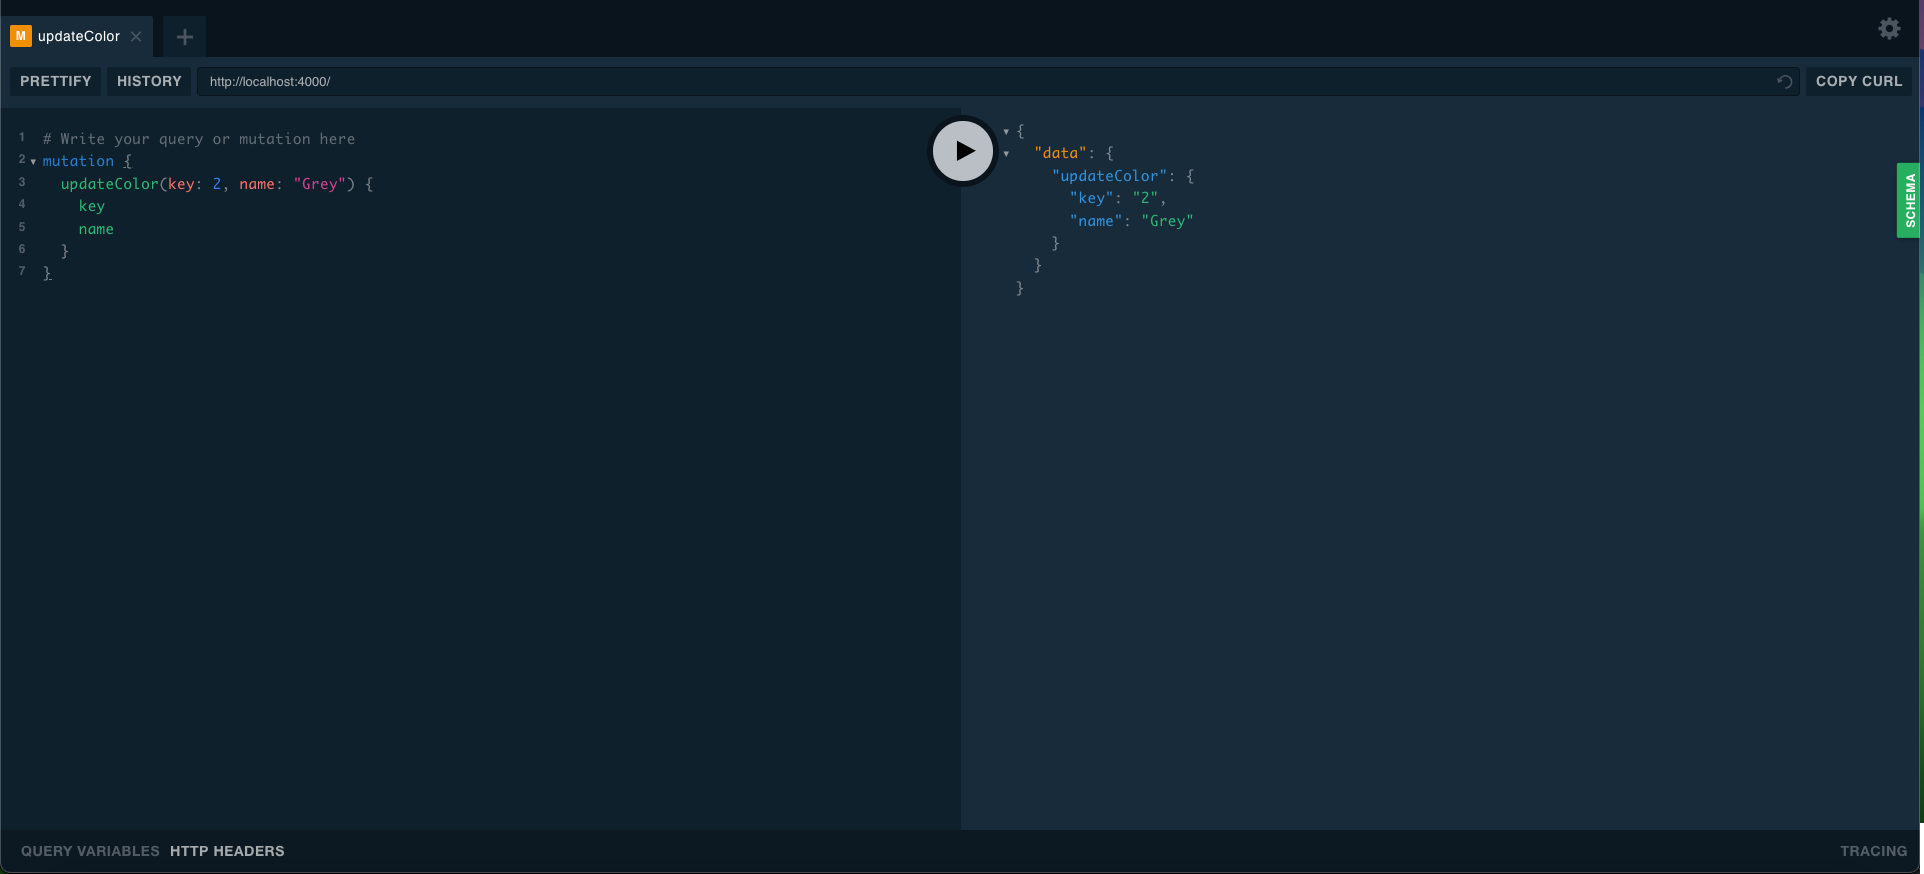 M updateColor
PRETTIFY HISTORY http://localhost:4000/ COPY CURL
1 # Write your query or mutation here
2 mutation {
3 updateColor(key: 2, name: "Grey") {
4 key
5 name
6 }
7 }
{
"data": {
"updateColor": {
"key": "2",
"name": "Grey"
}
}
}
SCHEMA
QUERY VARIABLES HTTP HEADERS TRACING